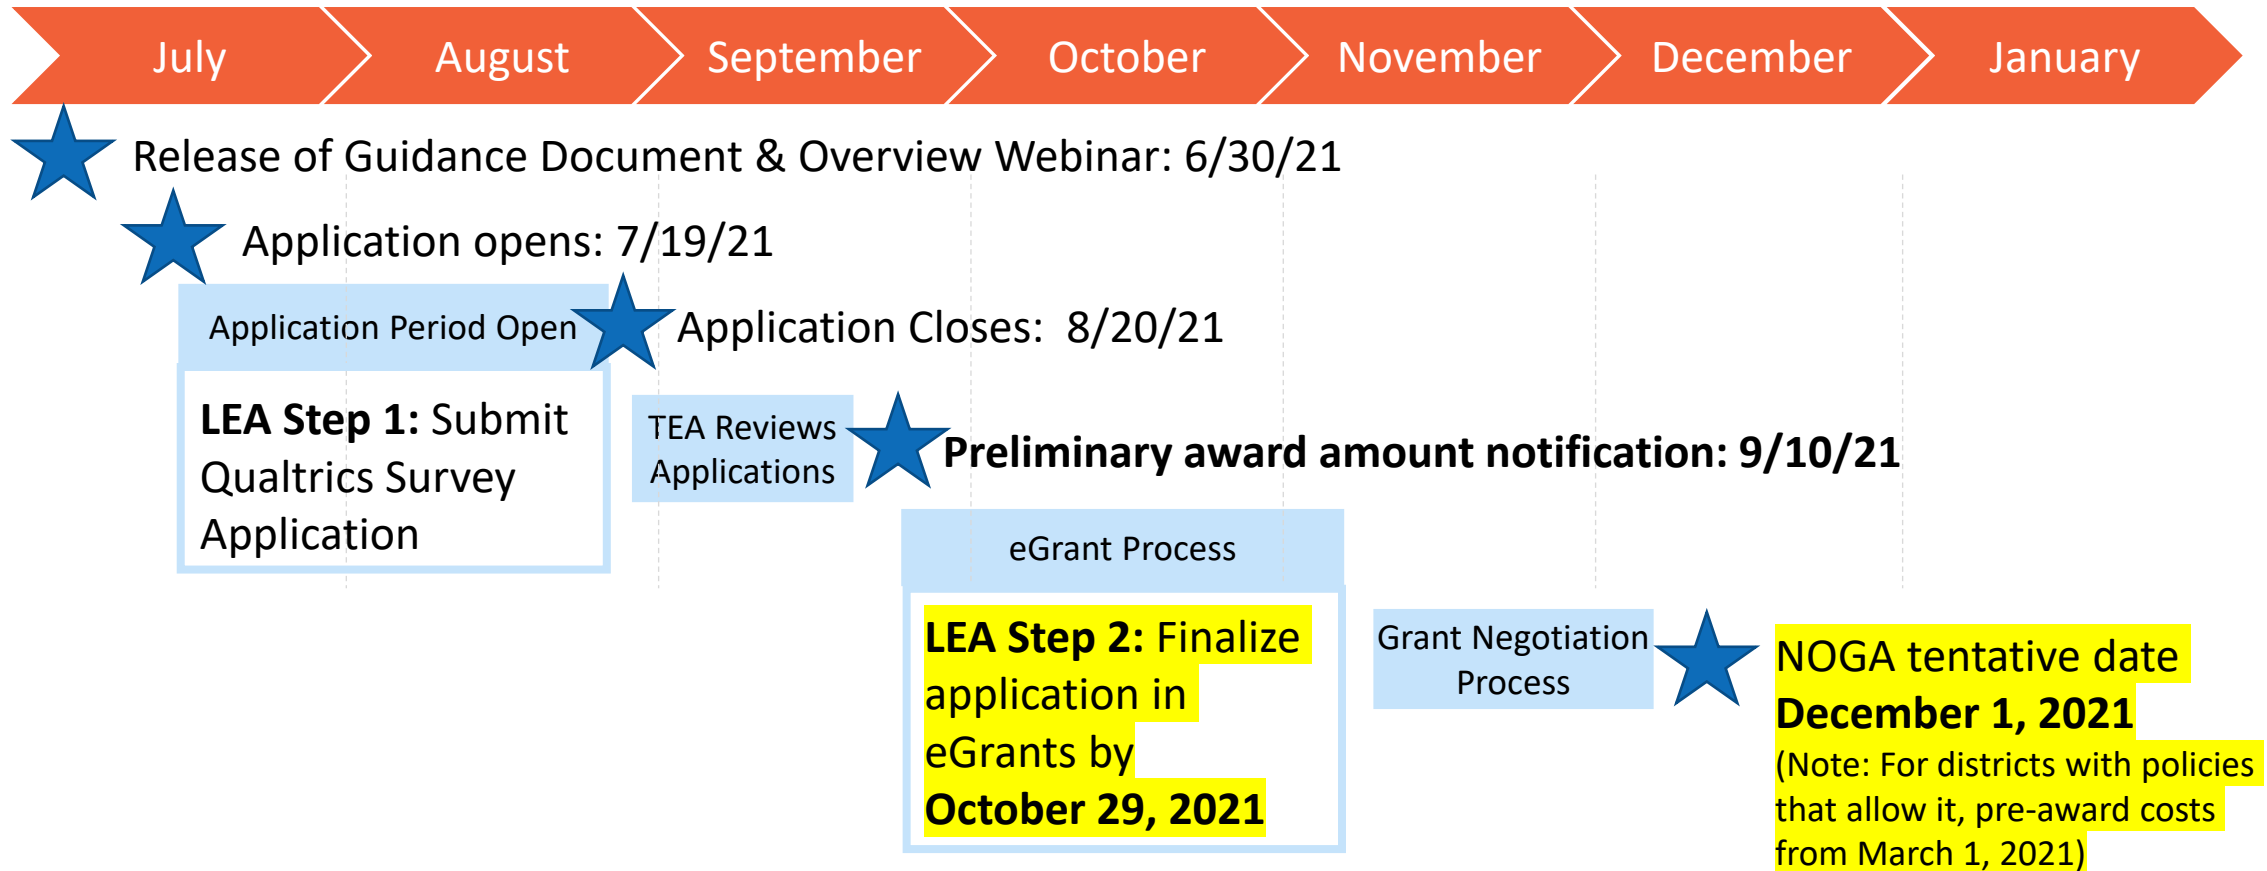 July August September October November December January
Release of Guidance Document & Overview Webinar: 6/30/21
Application opens: 7/19/21
Application Period Open
Application Closes: 8/20/21
LEA Step 1: Submit
Qualtrics Survey
Application
TEA Reviews
Applications
Preliminary award amount notification: 9/10/21
eGrant Process
LEA Step 2: Finalize
application in
eGrants by
October 29, 2021
Grant Negotiation
Process
NOGA tentative date
December 1, 2021
(Note: For districts with policies
that allow it, pre-award costs
from March 1, 2021)